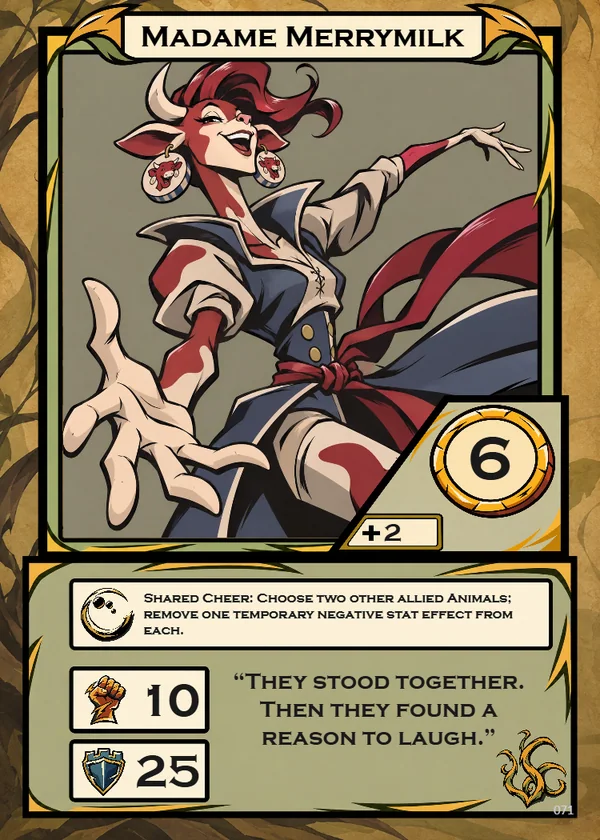 Madame Merrymilk
6
+2
Shared Cheer: Choose two other allied Animals;
remove one temporary negative stat effect from
each.
10
25
“They stood together.
Then they found a
reason to laugh.”
071